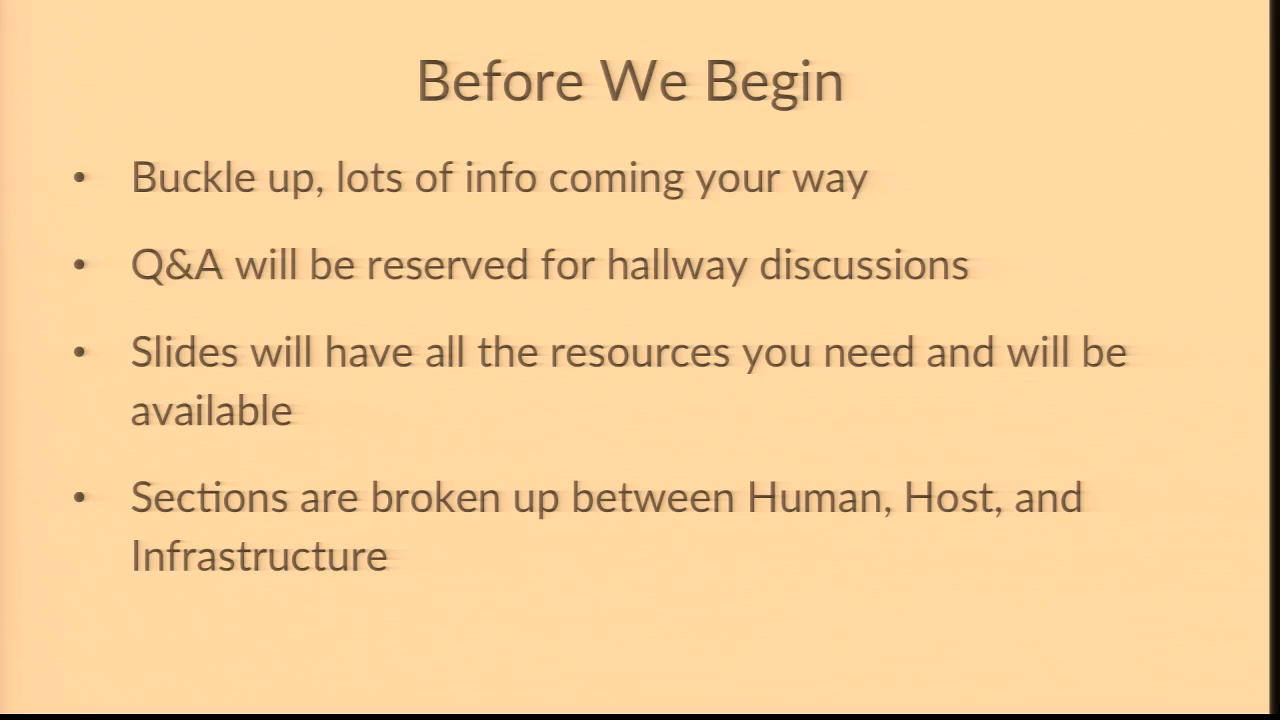 Before We Begin
• Buckle up, lots of info coming your way
• Q&A will be reserved for hallway discussions
• Slides will have all the resources you need and will be
available
• Sections are broken up between Human, Host, and
Infrastructure